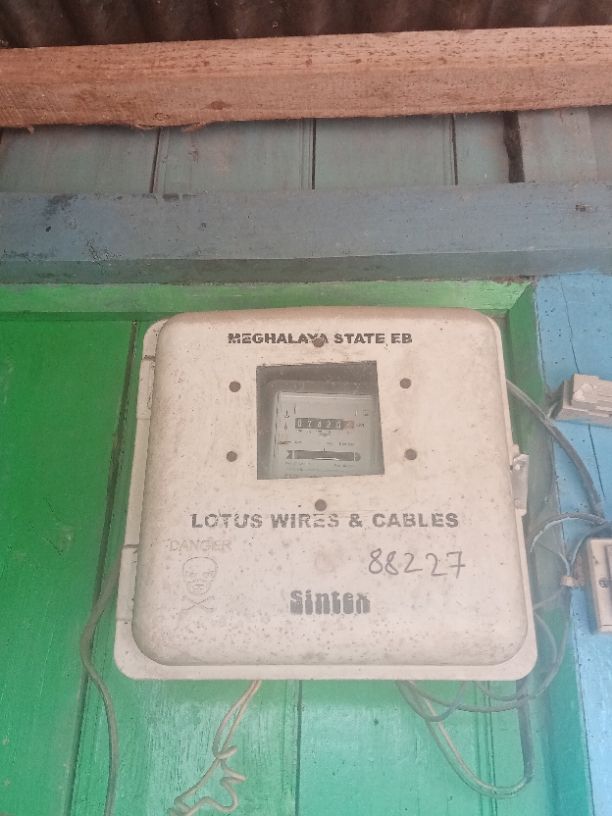 MEGHALAYA STATE EB
LOTUS WIRES & CABLES
DANGER
88227
Sintex